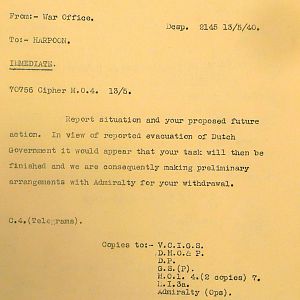 From:- War Office.
Desp. 2145 13/5/40.
To:- HARPOON.
IMMEDIATE.
70756 Cipher M.O.4. 13/5.
Report situation and your proposed future
action. In view of reported evacuation of Dutch
Government it would appear that your task will then be
finished and we are consequently making preliminary
arrangements with Admiralty for your withdrawal.
C.4.(Telegrams).
Copies to:- V.C.I.G.S.
D.M.O.& P.
D.P.
G.S.(P).
M.O.1. 4.(2 copies) 7.
L.I.3a.
Admiralty (Ops).